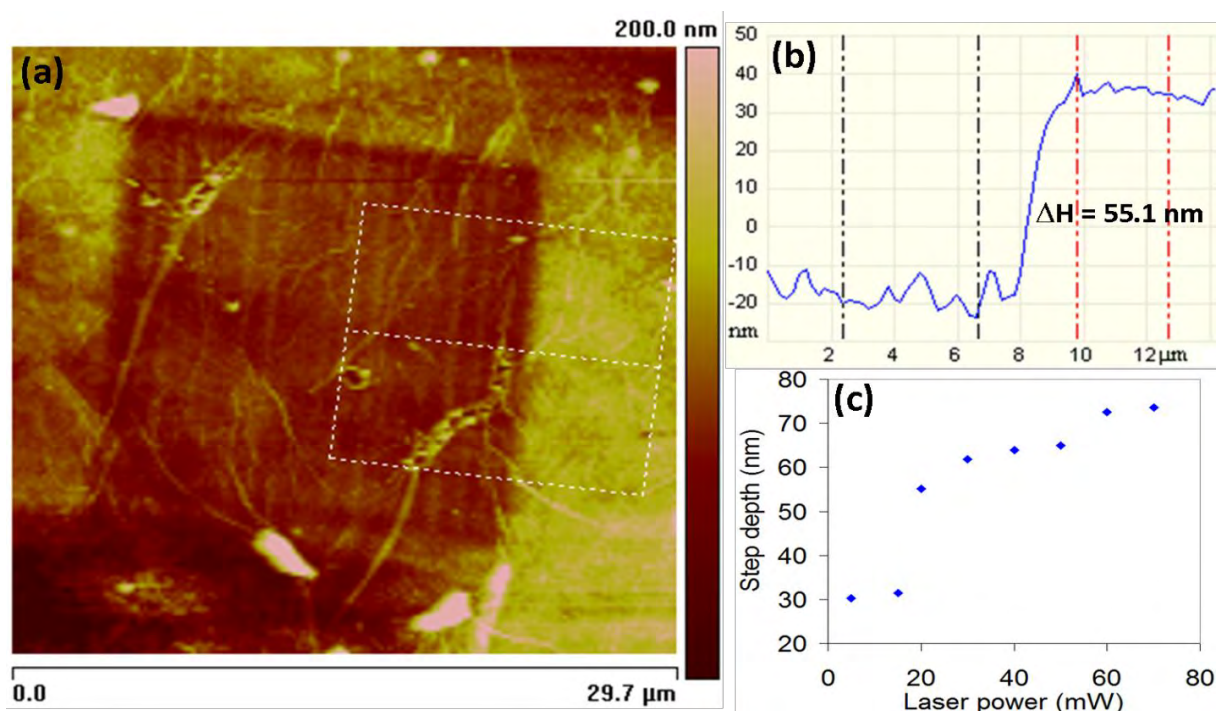 200.0 nm
(a)
0.0
29.7 µm
(b)
50
40
30
20
10
0
-10
-20
nm
ΔH = 55.1 nm
2 4 6 8 10 12 µm
(c)
80
70
60
50
40
30
20
Step depth (nm)
0 20 40 60 80
Laser power (mW)